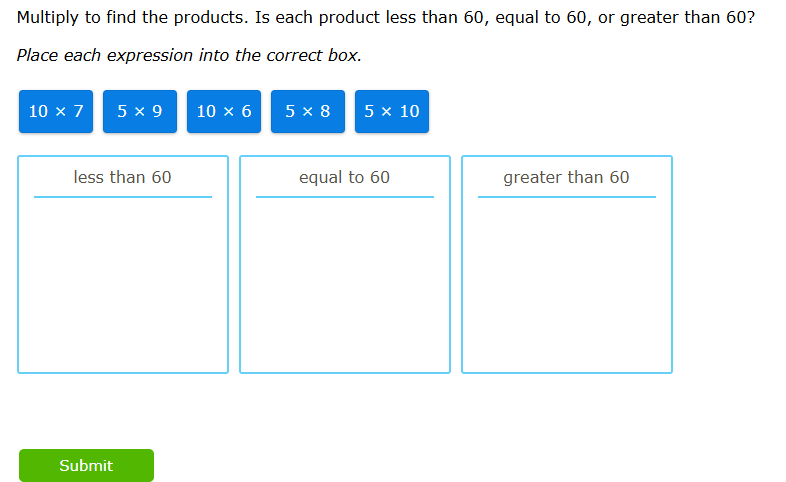 Multiply to find the products. Is each product less than 60, equal to 60, or greater than 60?
Place each expression into the correct box.
10 × 7 5 × 9 10 × 6 5 × 8 5 × 10
less than 60 equal to 60 greater than 60
Submit